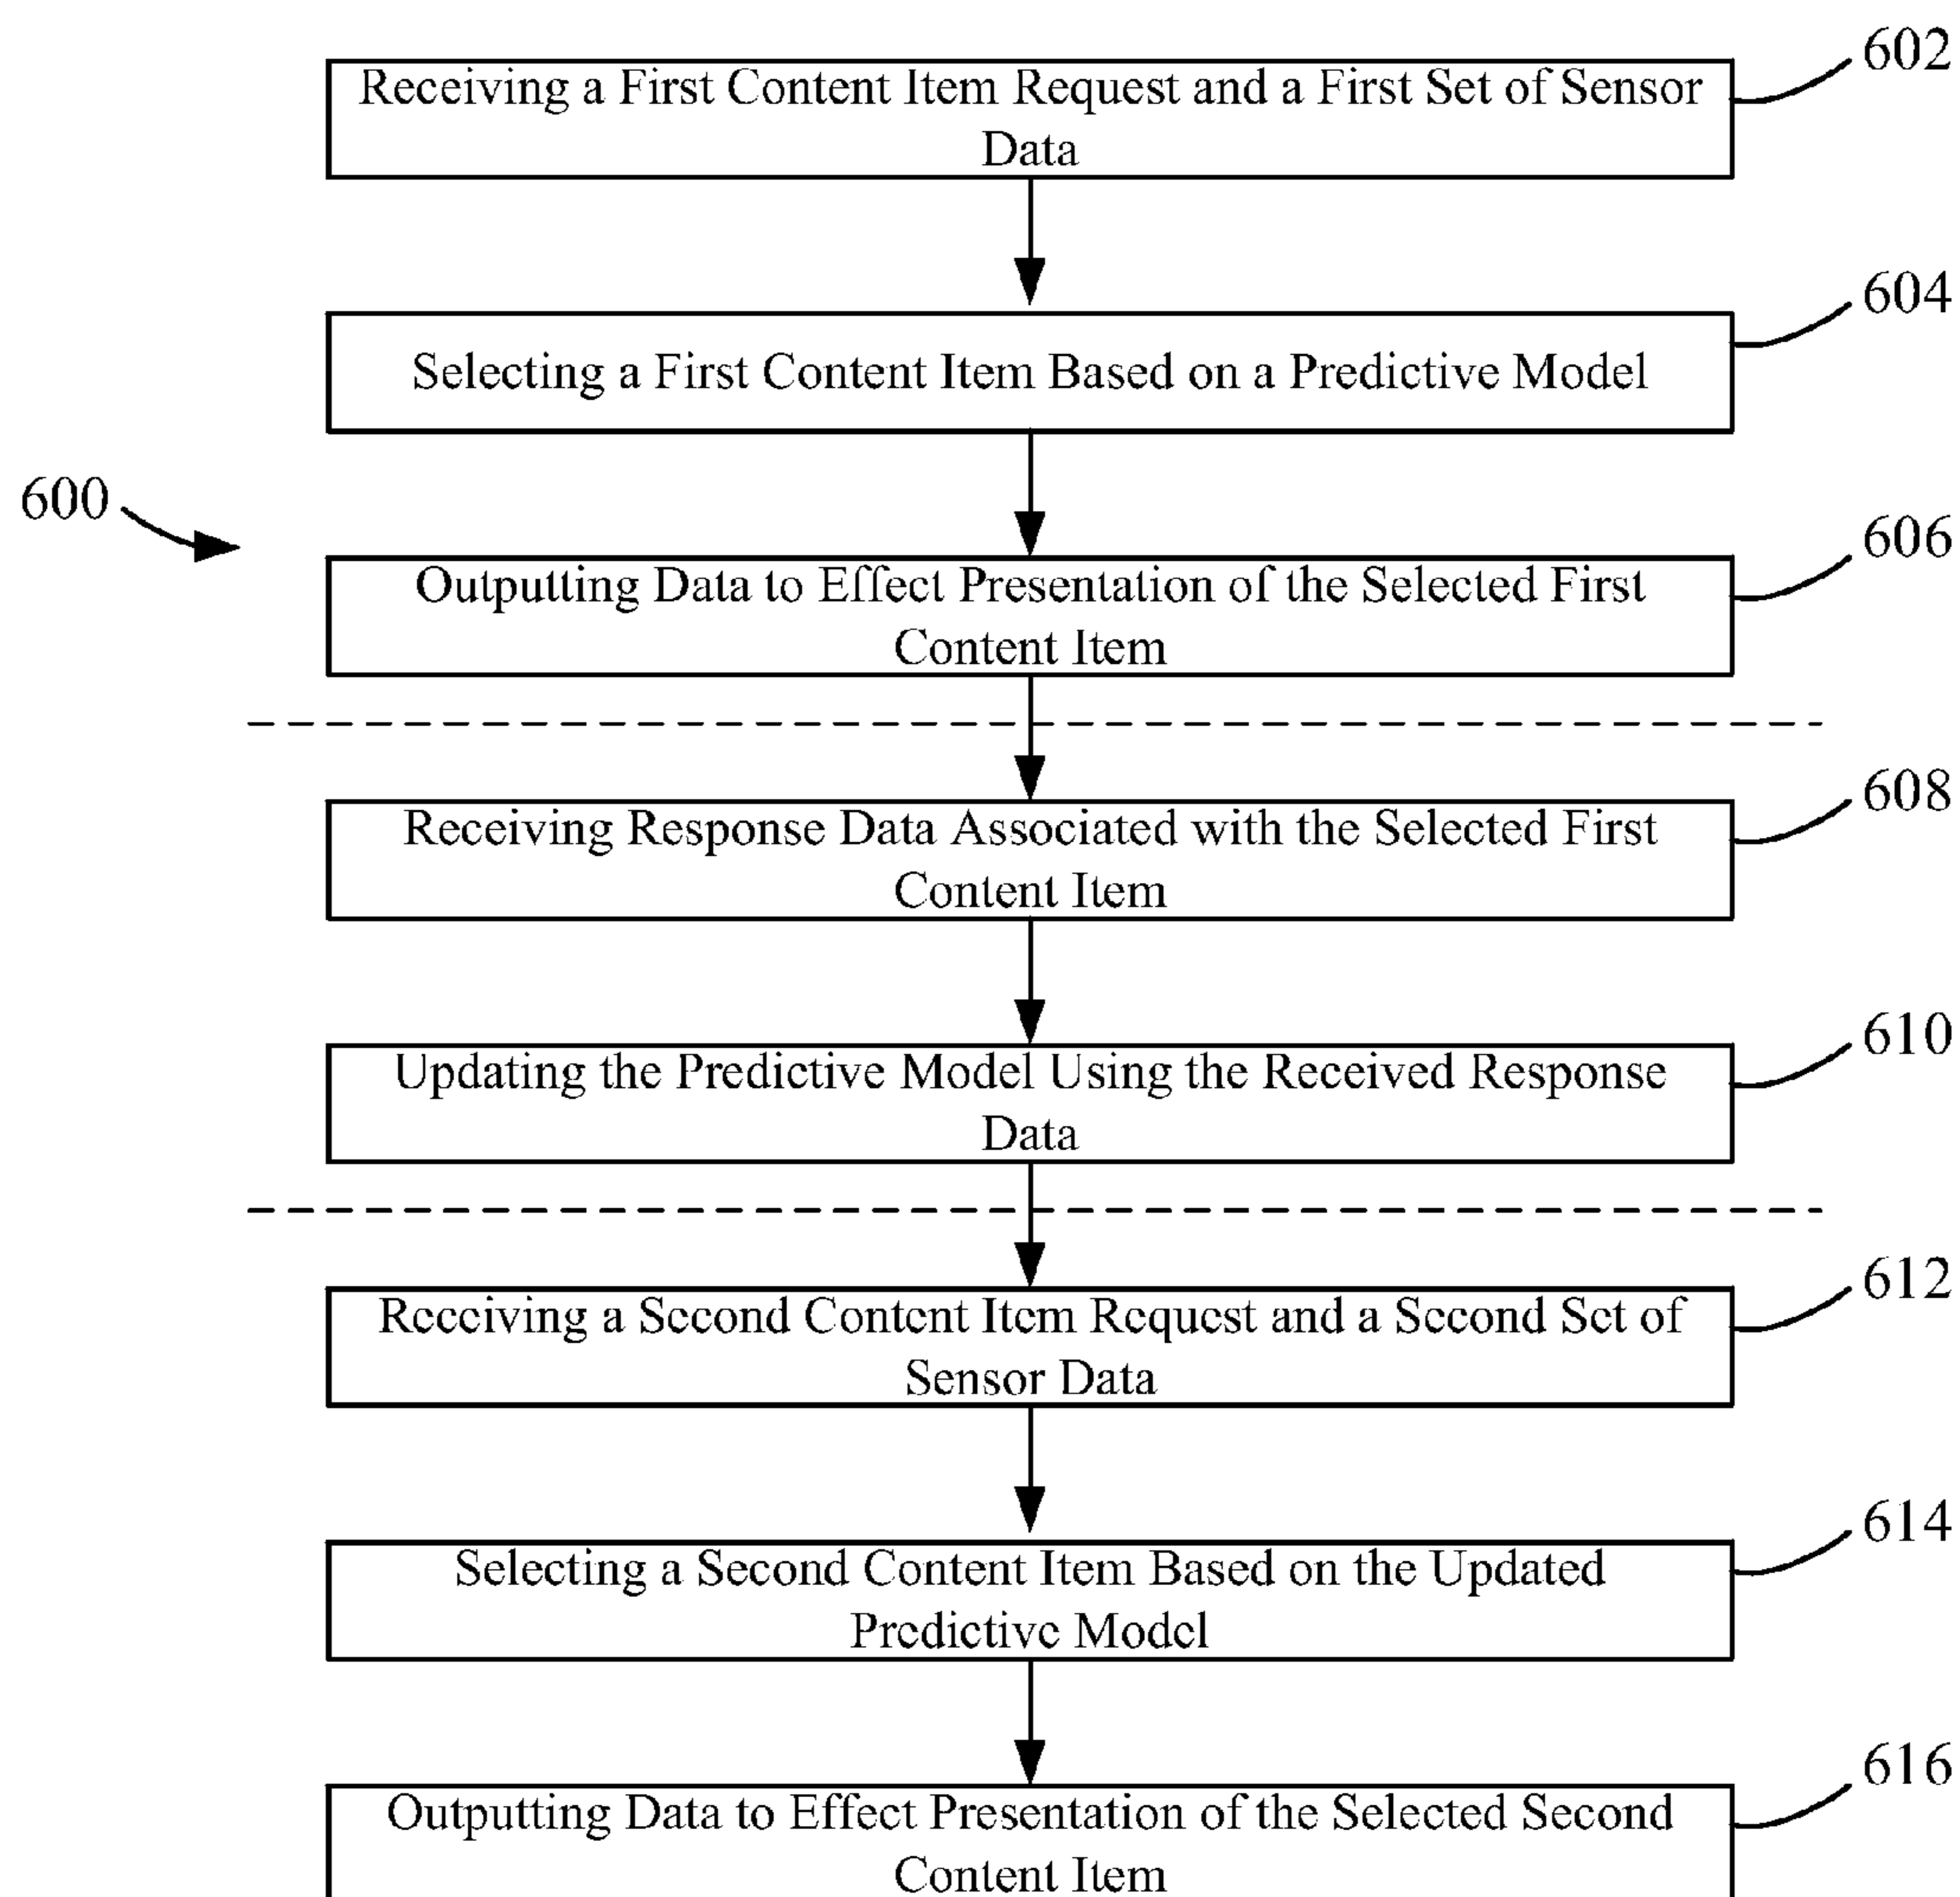 602
Receiving a First Content Item Request and a First Set of Sensor
Data
604
Selecting a First Content Item Based on a Predictive Model
600
606
Outputting Data to Effect Presentation of the Selected First
Content Item
608
Receiving Response Data Associated with the Selected First
Content Item
610
Updating the Predictive Model Using the Received Response
Data
612
Receiving a Second Content Item Request and a Second Set of
Sensor Data
614
Selecting a Second Content Item Based on the Updated
Predictive Model
616
Outputting Data to Effect Presentation of the Selected Second
Content Item